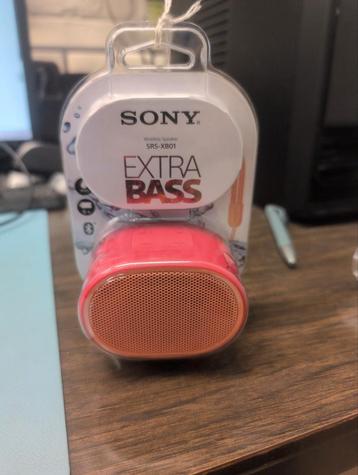 SONY®
Wireless Speaker
SRS-XB01
EXTRA
BASS